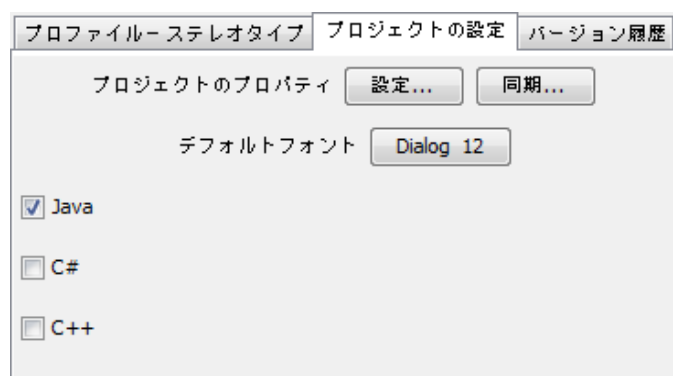 プロファイル－ステレオタイプ プロジェクトの設定 バージョン履歴
プロジェクトのプロパティ 設定... 同期...
デフォルトフォント Dialog 12
Java
C#
C++